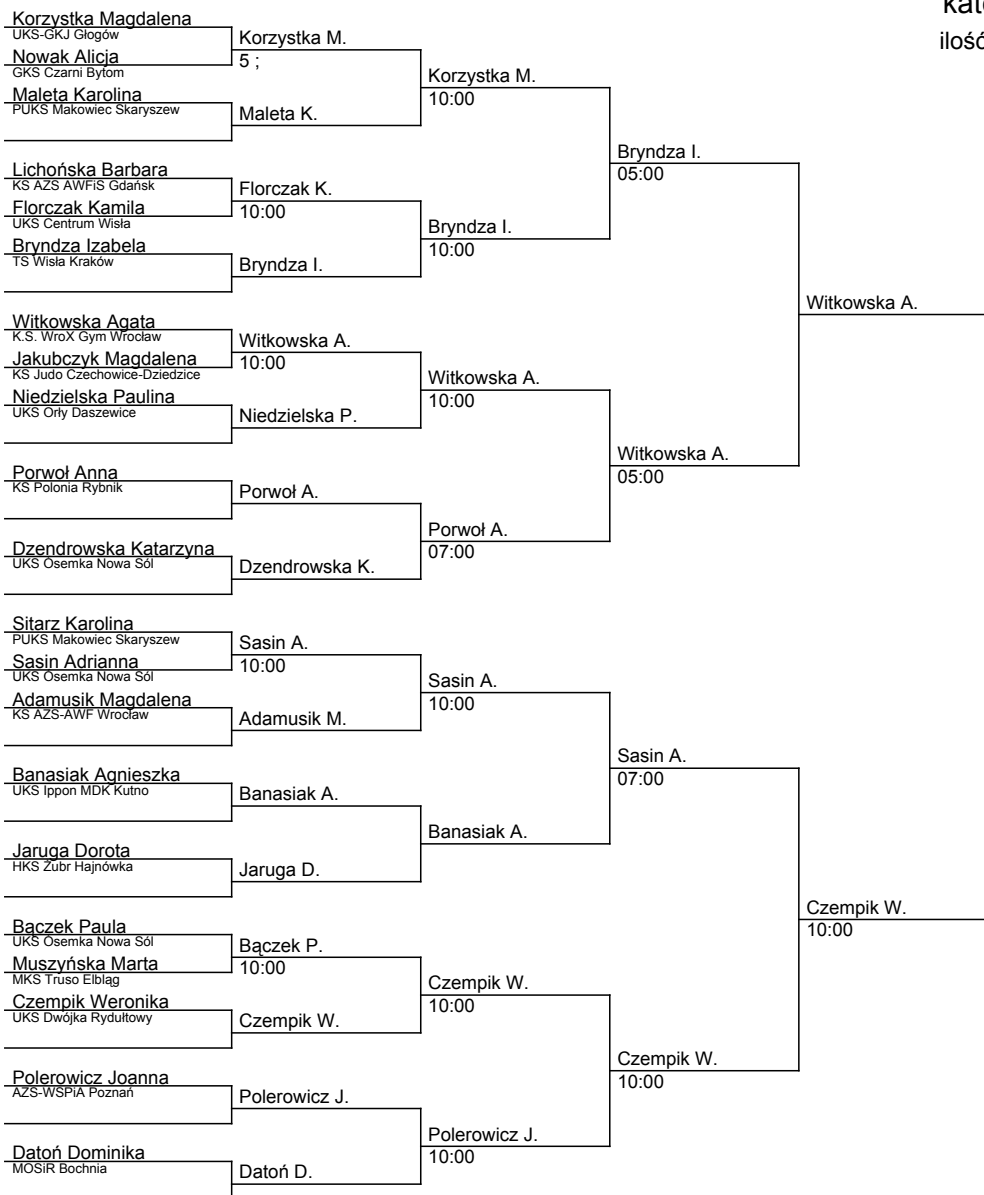 kate
ilość
Korzystka Magdalena
UKS-GKJ Głogów
Nowak Alicja
GKS Czarni Bytom
Maleta Karolina
PUKS Makowiec Skaryszew
Lichońska Barbara
KS AZS AWFiS Gdańsk
Florczak Kamila
UKS Centrum Wisła
Bryndza Izabela
TS Wisła Kraków
Witkowska Agata
K.S. WroX Gym Wrocław
Jakubczyk Magdalena
KS Judo Czechowice-Dziedzice
Niedzielska Paulina
UKS Orły Daszewice
Porwoł Anna
KS Polonia Rybnik
Dzendrowska Katarzyna
UKS Ósemka Nowa Sól
Sitarz Karolina
PUKS Makowiec Skaryszew
Sasin Adrianna
UKS Ósemka Nowa Sól
Adamusik Magdalena
KS AZS-AWF Wrocław
Banasiak Agnieszka
UKS Ippon MDK Kutno
Jaruga Dorota
HKS Żubr Hajnówka
Bączek Paula
UKS Ósemka Nowa Sól
Muszyńska Marta
MKS Truso Elbląg
Czempik Weronika
UKS Dwójka Rydułtowy
Polerowicz Joanna
AZS-WSPiA Poznań
Datoń Dominika
MOSiR Bochnia
Korzystka M.
5 ;
Maleta K.
Florczak K.
10:00
Bryndza I.
Witkowska A.
10:00
Niedzielska P.
Porwoł A.
Dzendrowska K.
Sasin A.
10:00
Adamusik M.
Banasiak A.
Jaruga D.
Bączek P.
10:00
Czempik W.
Polerowicz J.
Datoń D.
Korzystka M.
10:00
Bryndza I.
10:00
Witkowska A.
10:00
Porwoł A.
07:00
Sasin A.
10:00
Banasiak A.
Czempik W.
10:00
Polerowicz J.
10:00
Bryndza I.
05:00
Witkowska A.
05:00
Sasin A.
07:00
Czempik W.
10:00
Witkowska A.
Czempik W.
10:00